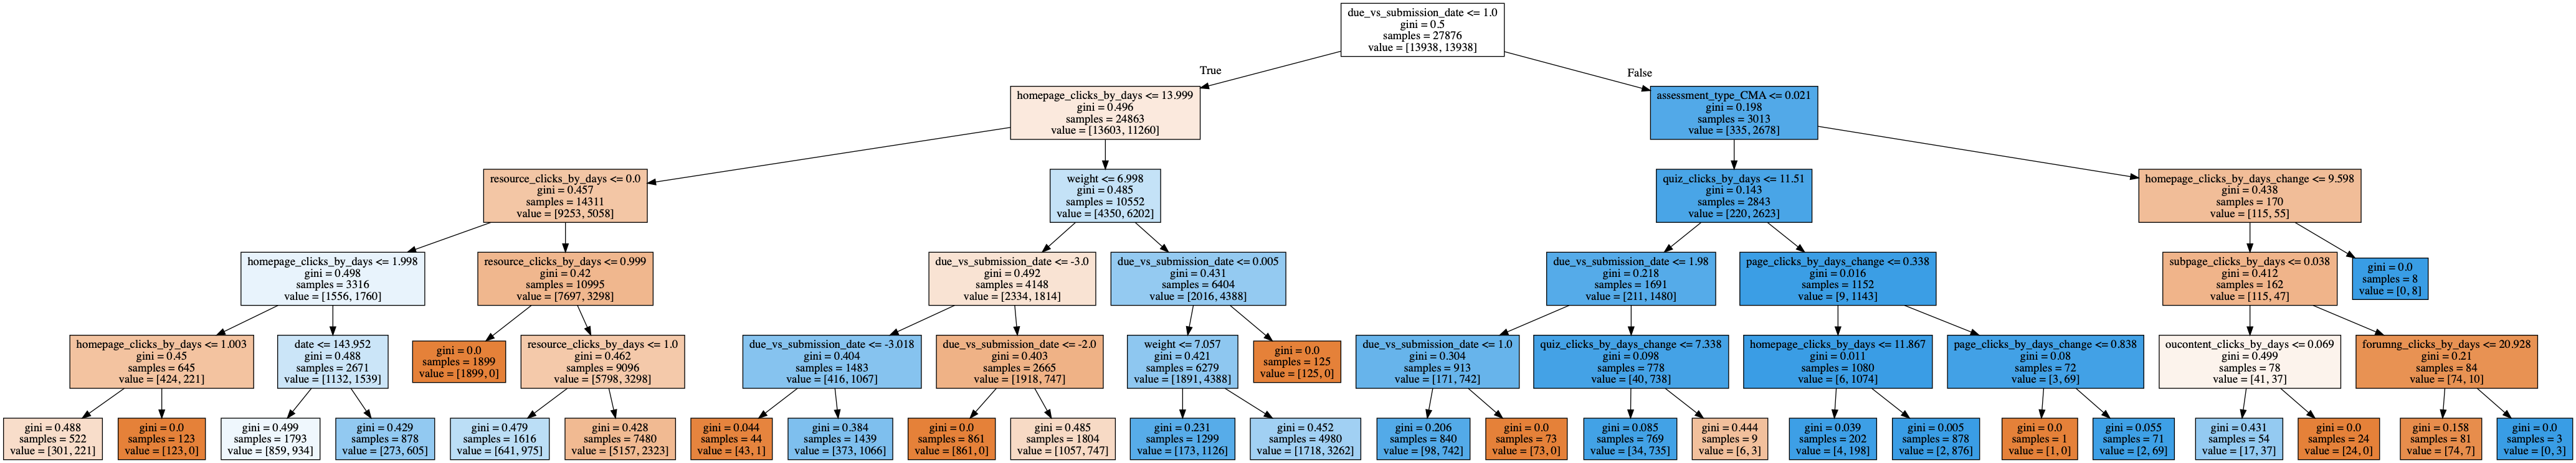 due_vs_submission_date <= 1.0
gini = 0.5
samples = 27876
value = [13938, 13938]
True
False
homepage_clicks_by_days <= 13.999
gini = 0.496
samples = 24863
value = [13603, 11260]
assessment_type_CMA <= 0.021
gini = 0.198
samples = 3013
value = [335, 2678]
resource_clicks_by_days <= 0.0
gini = 0.457
samples = 14311
value = [9253, 5058]
weight <= 6.998
gini = 0.485
samples = 10552
value = [4350, 6202]
quiz_clicks_by_days <= 11.51
gini = 0.143
samples = 2843
value = [220, 2623]
homepage_clicks_by_days_change <= 9.598
gini = 0.438
samples = 170
value = [115, 55]
homepage_clicks_by_days <= 1.998
gini = 0.498
samples = 3316
value = [1556, 1760]
resource_clicks_by_days <= 0.999
gini = 0.42
samples = 10995
value = [7697, 3298]
due_vs_submission_date <= -3.0
gini = 0.492
samples = 4148
value = [2334, 1814]
due_vs_submission_date <= 0.005
gini = 0.431
samples = 6404
value = [2016, 4388]
due_vs_submission_date <= 1.98
gini = 0.218
samples = 1691
value = [211, 1480]
page_clicks_by_days_change <= 0.338
gini = 0.016
samples = 1152
value = [9, 1143]
subpage_clicks_by_days <= 0.038
gini = 0.412
samples = 162
value = [115, 47]
gini = 0.0
samples = 8
value = [0, 8]
homepage_clicks_by_days <= 1.003
gini = 0.45
samples = 645
value = [424, 221]
date <= 143.952
gini = 0.488
samples = 2671
value = [1132, 1539]
gini = 0.0
samples = 1899
value = [1899, 0]
resource_clicks_by_days <= 1.0
gini = 0.462
samples = 9096
value = [5798, 3298]
due_vs_submission_date <= -3.018
gini = 0.404
samples = 1483
value = [416, 1067]
due_vs_submission_date <= -2.0
gini = 0.403
samples = 2665
value = [1918, 747]
weight <= 7.057
gini = 0.421
samples = 6279
value = [1891, 4388]
gini = 0.0
samples = 125
value = [125, 0]
due_vs_submission_date <= 1.0
gini = 0.304
samples = 913
value = [171, 742]
quiz_clicks_by_days_change <= 7.338
gini = 0.098
samples = 778
value = [40, 738]
homepage_clicks_by_days <= 11.867
gini = 0.011
samples = 1080
value = [6, 1074]
page_clicks_by_days_change <= 0.838
gini = 0.08
samples = 72
value = [3, 69]
oucontent_clicks_by_days <= 0.069
gini = 0.499
samples = 78
value = [41, 37]
forumng_clicks_by_days <= 20.928
gini = 0.21
samples = 84
value = [74, 10]
gini = 0.488
samples = 522
value = [301, 221]
gini = 0.0
samples = 123
value = [123, 0]
gini = 0.499
samples = 1793
value = [859, 934]
gini = 0.429
samples = 878
value = [273, 605]
gini = 0.479
samples = 1616
value = [641, 975]
gini = 0.428
samples = 7480
value = [5157, 2323]
gini = 0.044
samples = 44
value = [43, 1]
gini = 0.384
samples = 1439
value = [373, 1066]
gini = 0.0
samples = 861
value = [861, 0]
gini = 0.485
samples = 1804
value = [1057, 747]
gini = 0.231
samples = 1299
value = [173, 1126]
gini = 0.452
samples = 4980
value = [1718, 3262]
gini = 0.206
samples = 840
value = [98, 742]
gini = 0.0
samples = 73
value = [73, 0]
gini = 0.085
samples = 769
value = [34, 735]
gini = 0.444
samples = 9
value = [6, 3]
gini = 0.039
samples = 202
value = [4, 198]
gini = 0.005
samples = 878
value = [2, 876]
gini = 0.0
samples = 1
value = [1, 0]
gini = 0.055
samples = 71
value = [2, 69]
gini = 0.431
samples = 54
value = [17, 37]
gini = 0.0
samples = 24
value = [24, 0]
gini = 0.158
samples = 81
value = [74, 7]
gini = 0.0
samples = 3
value = [0, 3]